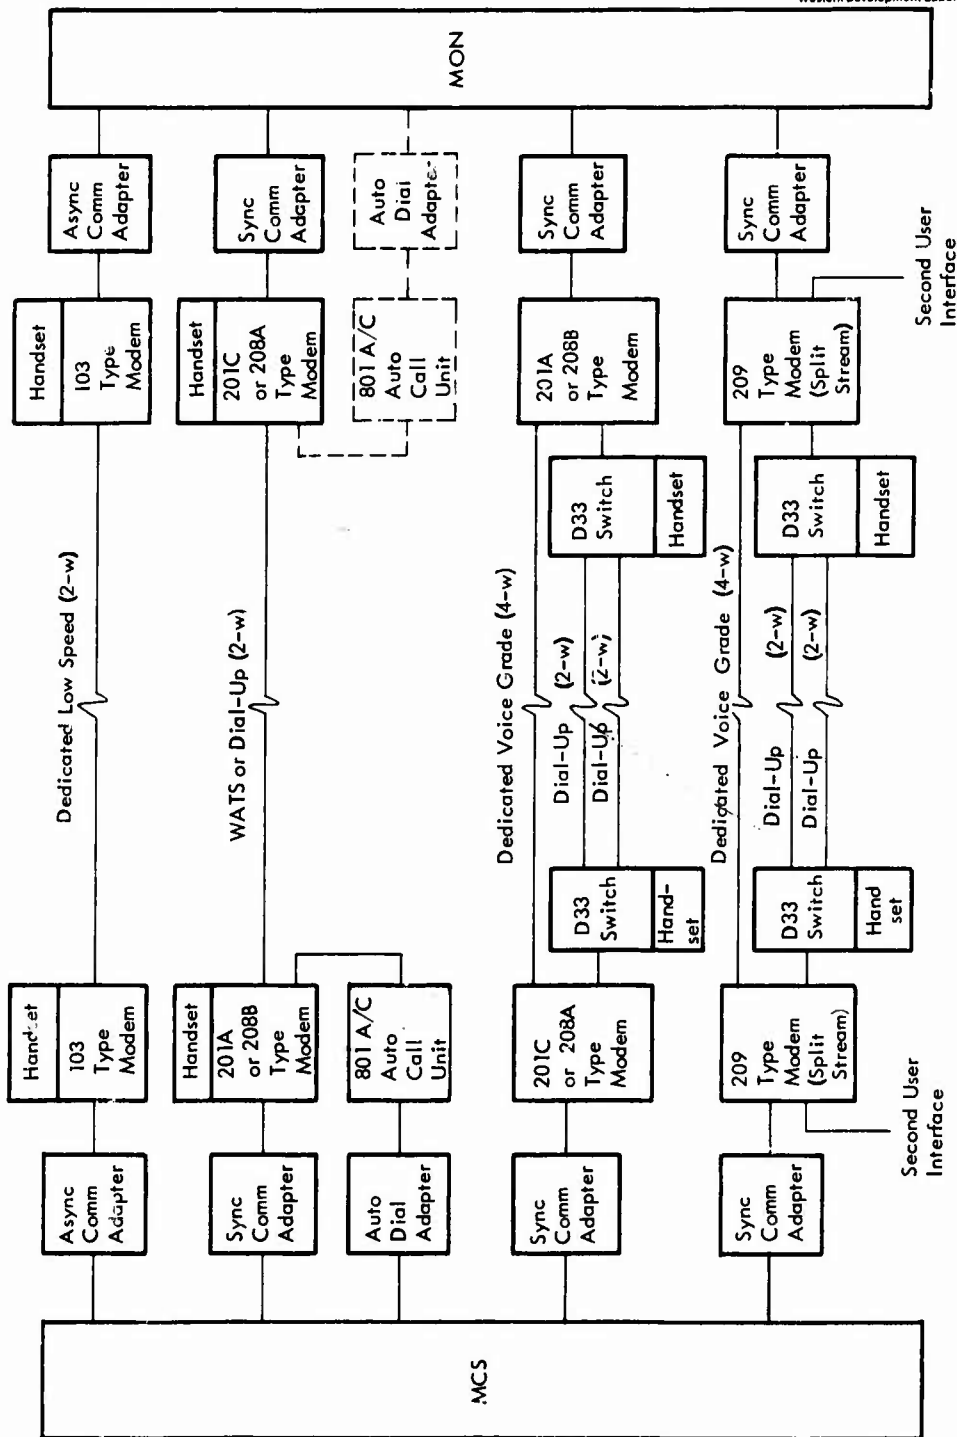 MCS
Async
Comm
Adapter
Handset
103
Type
Modem
Dedicated Low Speed (2-w)
Handset
103
Type
Modem
Async
Comm
Adapter
MON
Sync
Comm
Adapter
Handset
201A
or 208B
Type
Modem
WATS or Dial-Up (2-w)
Handset
201C
or 208A
Type
Modem
Sync
Comm
Adapter
Auto
Dial
Adapter
801 A/C
Auto
Call
Unit
801 A/C
Auto
Call
Unit
Auto
Dial
Adapter
Sync
Comm
Adapter
201C
or 208A
Type
Modem
D33
Switch
Hand-
set
Dedicated Voice Grade (4-w)
Dial-Up (2-w)
Dial-Up (2-w)
D33
Switch
Handset
201A
or 208B
Type
Modem
Sync
Comm
Adapter
Sync
Comm
Adapter
209
Type
Modem
(Split
Stream)
Second User
Interface
D33
Switch
Hand
set
Dedicated Voice Grade (4-w)
Dial-Up (2-w)
Dial-Up (2-w)
D33
Switch
Handset
209
Type
Modem
(Split
Stream)
Second User
Interface
Sync
Comm
Adapter